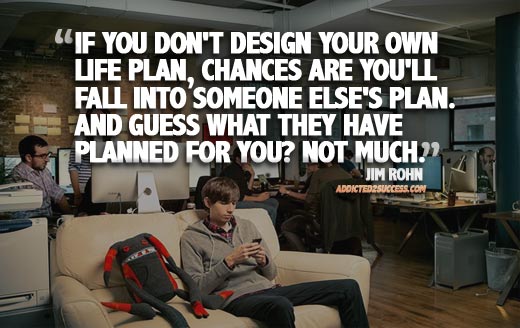 “IF YOU DON'T DESIGN YOUR OWN
LIFE PLAN, CHANCES ARE YOU'LL
FALL INTO SOMEONE ELSE'S PLAN.
AND GUESS WHAT THEY HAVE
PLANNED FOR YOU? NOT MUCH.”
JIM ROHN
ADDICTED2SUCCESS.COM